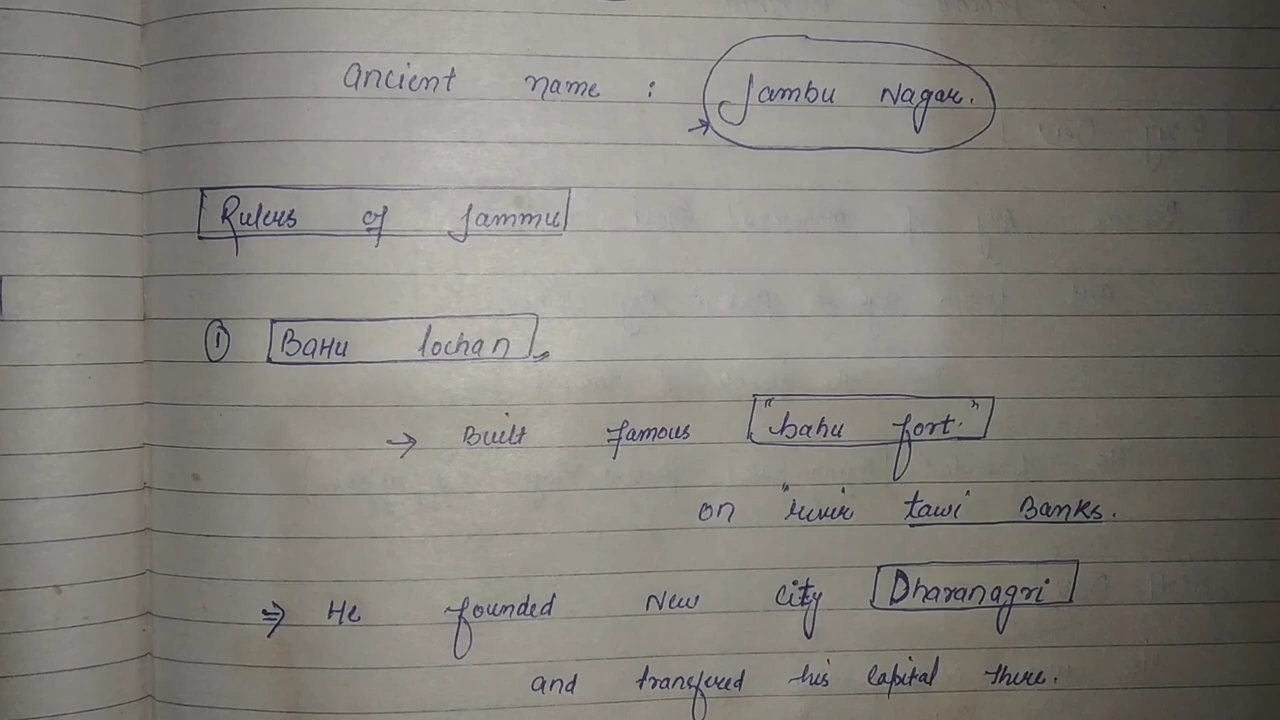 Ancient name : Jambu Nagar.
Rulers of Jammu
① Bahu lochan
→ Built famous "bahu fort."
on "river tawi Banks.
⇒ He founded New City Dharanagri
and transfered his capital there.